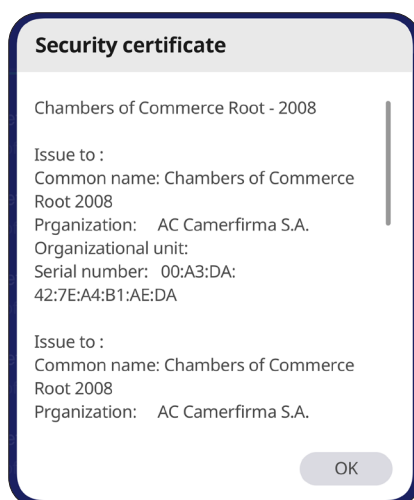 Security certificate
Chambers of Commerce Root - 2008
Issue to :
Common name: Chambers of Commerce
Root 2008
Prganization: AC Camerfirma S.A.
Organizational unit:
Serial number: 00:A3:DA:
42:7E:A4:B1:AE:DA
Issue to :
Common name: Chambers of Commerce
Root 2008
Prganization: AC Camerfirma S.A.
OK